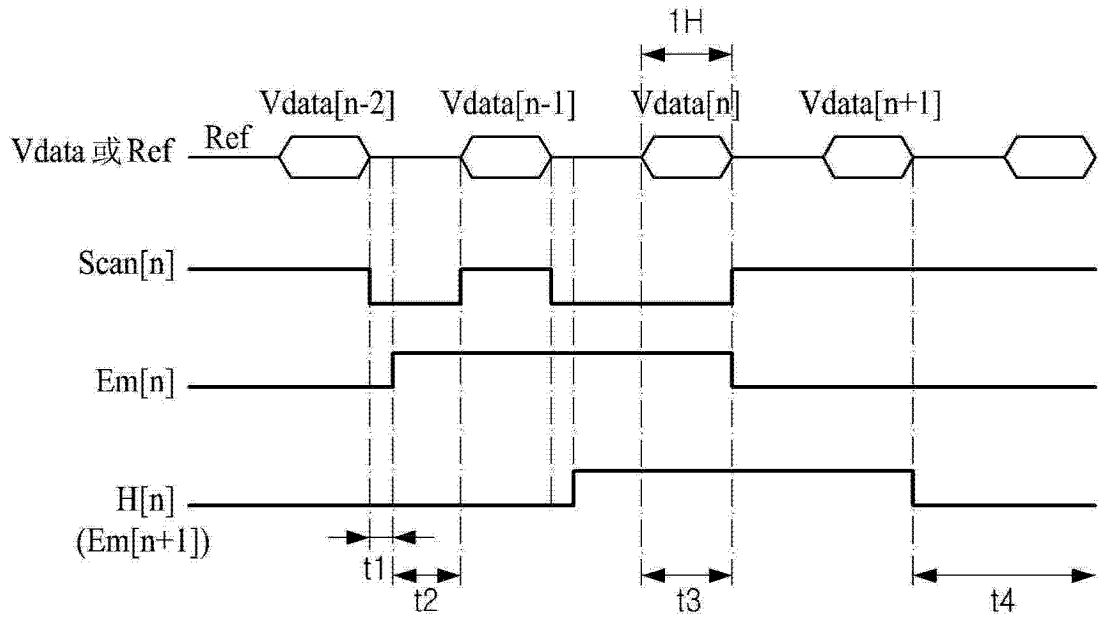 1H
Vdata[n-2] Vdata[n-1] Vdata[n] Vdata[n+1]
Vdata 或 Ref Ref
Scan[n]
Em[n]
H[n]
(Em[n+1])
t1
t2 t3 t4